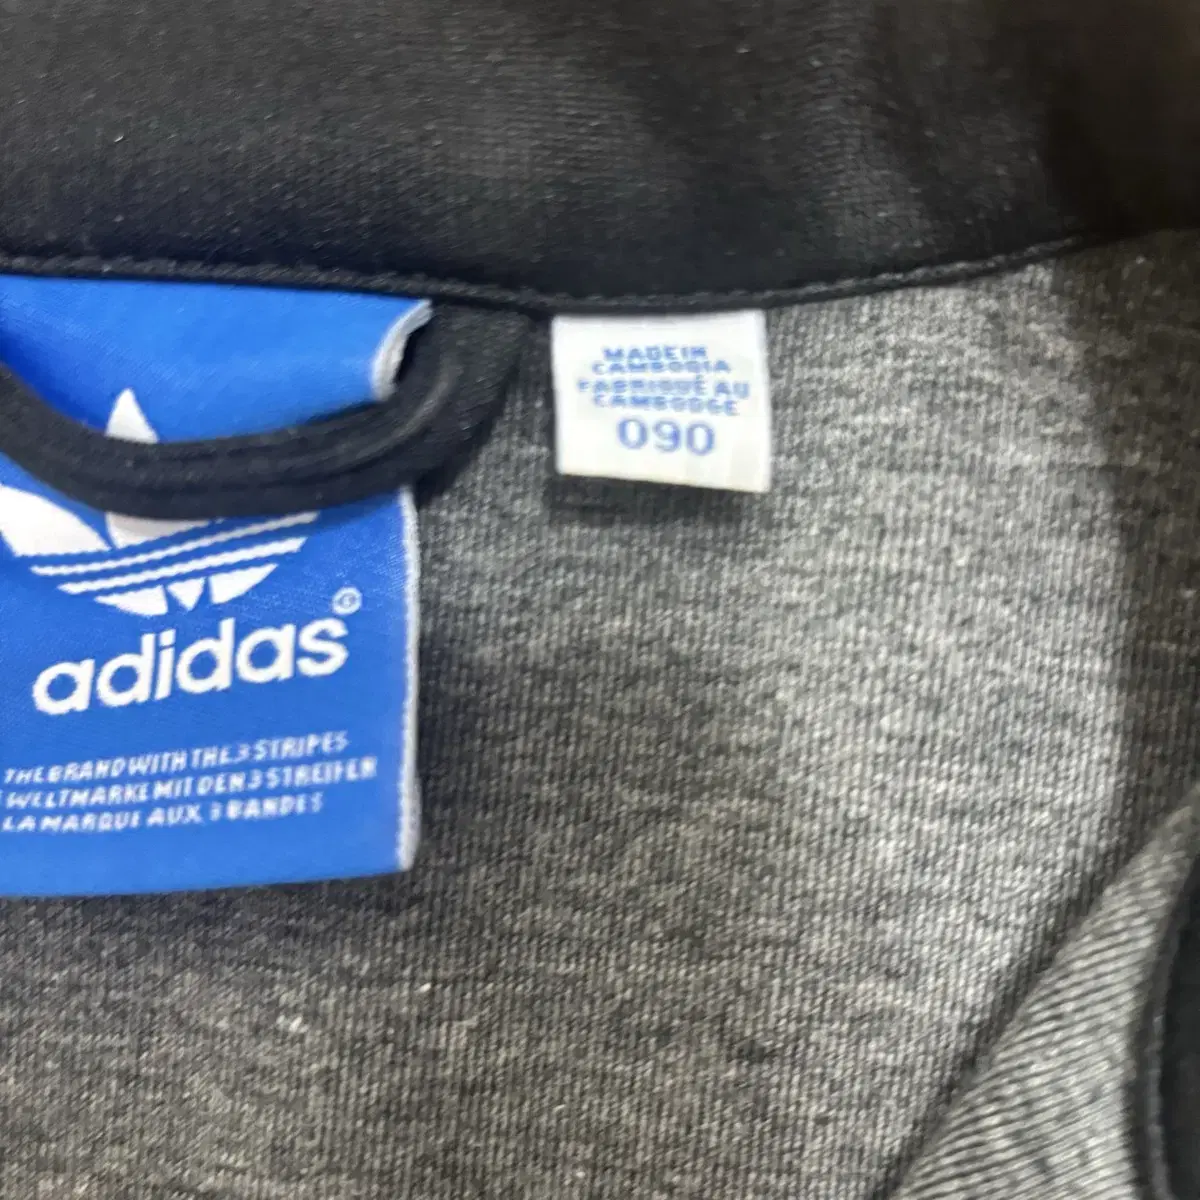 adidas®
THE BRAND WITH THE 3 STRIPES
WELTMARKE MIT DEN 3 STREIFEN
LA MARQUE AUX 3 BANDES
MADE IN
CAMBODIA
FABRIQUÉ AU
CAMBODGE
090